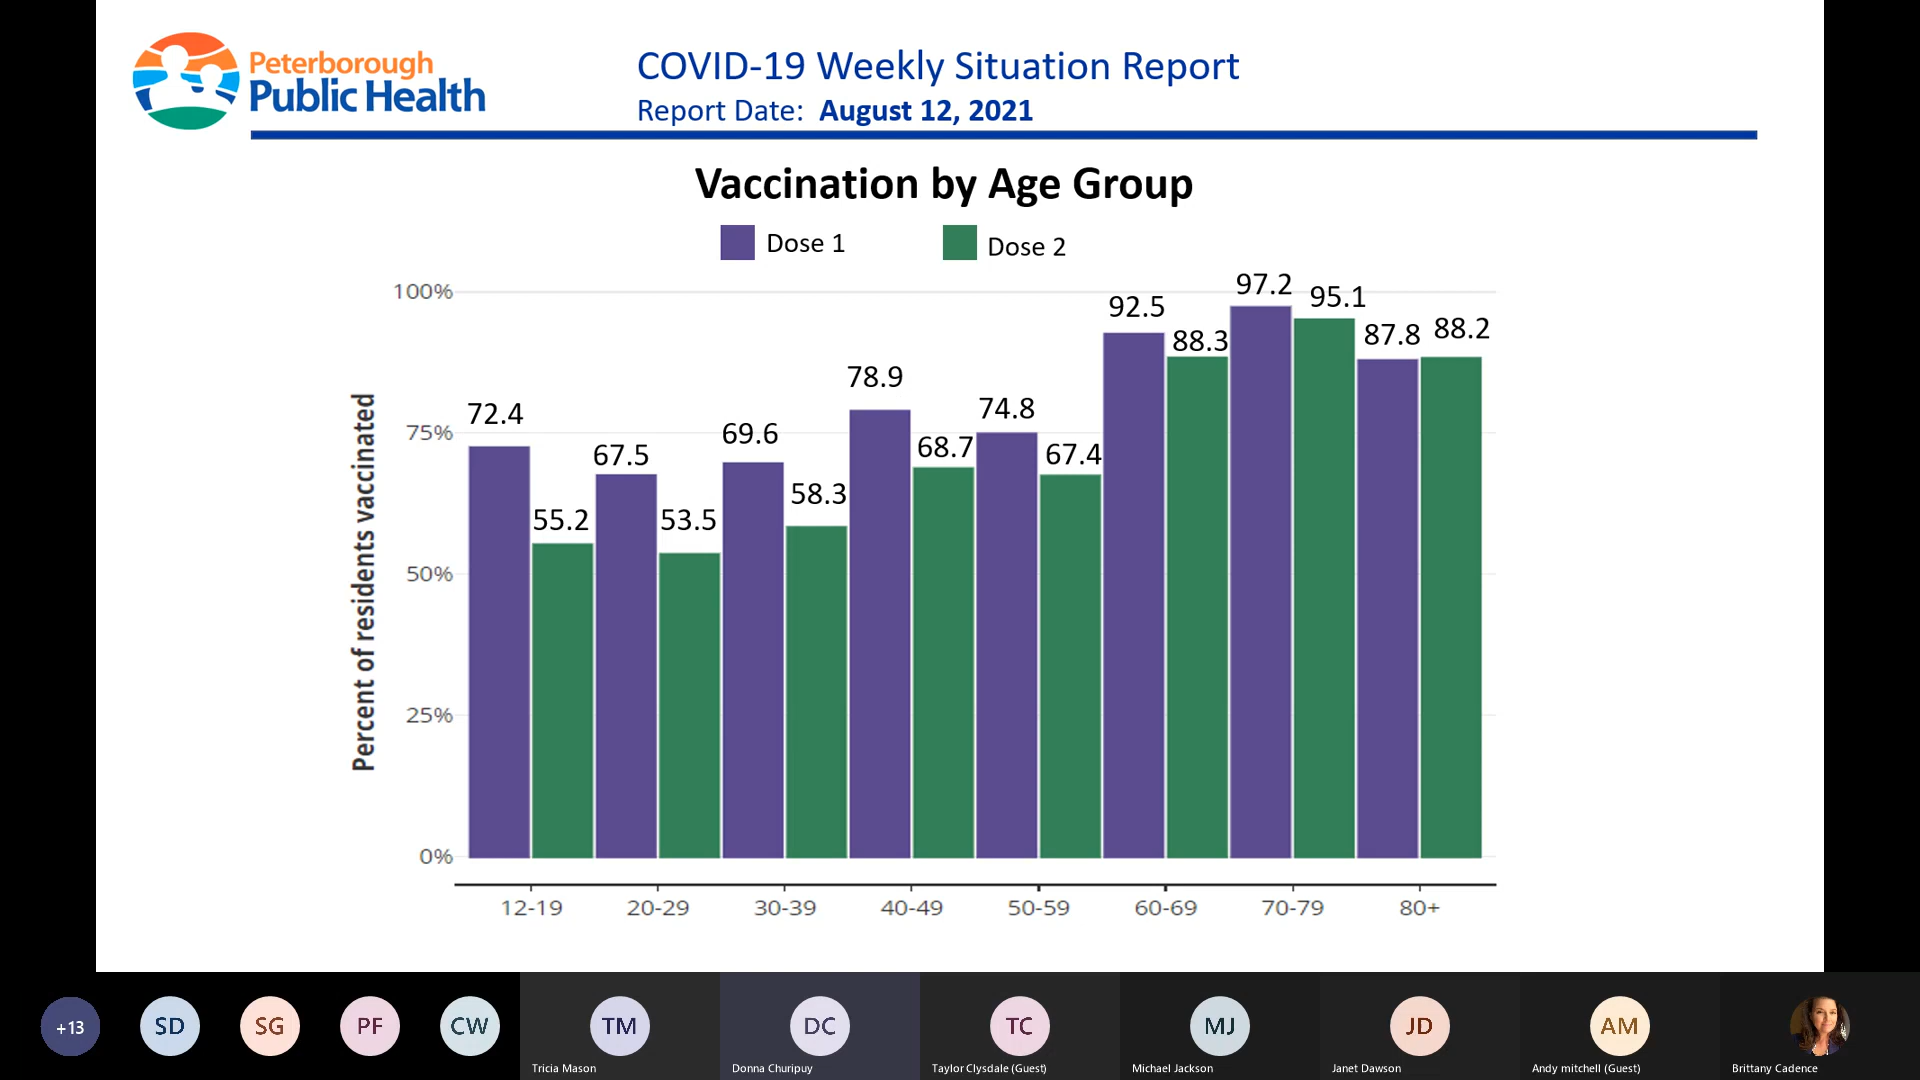 Peterborough
Public Health
COVID-19 Weekly Situation Report
Report Date: August 12, 2021
Vaccination by Age Group
Dose 1
Dose 2
Percent of residents vaccinated
100%
75%
50%
25%
0%
72.4
55.2
67.5
53.5
69.6
58.3
78.9
68.7
74.8
67.4
92.5
88.3
97.2
95.1
87.8
88.2
12-19
20-29
30-39
40-49
50-59
60-69
70-79
80+
+13
SD
SG
PF
CW
TM
Tricia Mason
DC
Donna Churipuy
TC
Taylor Clysdale (Guest)
MJ
Michael Jackson
JD
Janet Dawson
AM
Andy mitchell (Guest)
Brittany Cadence